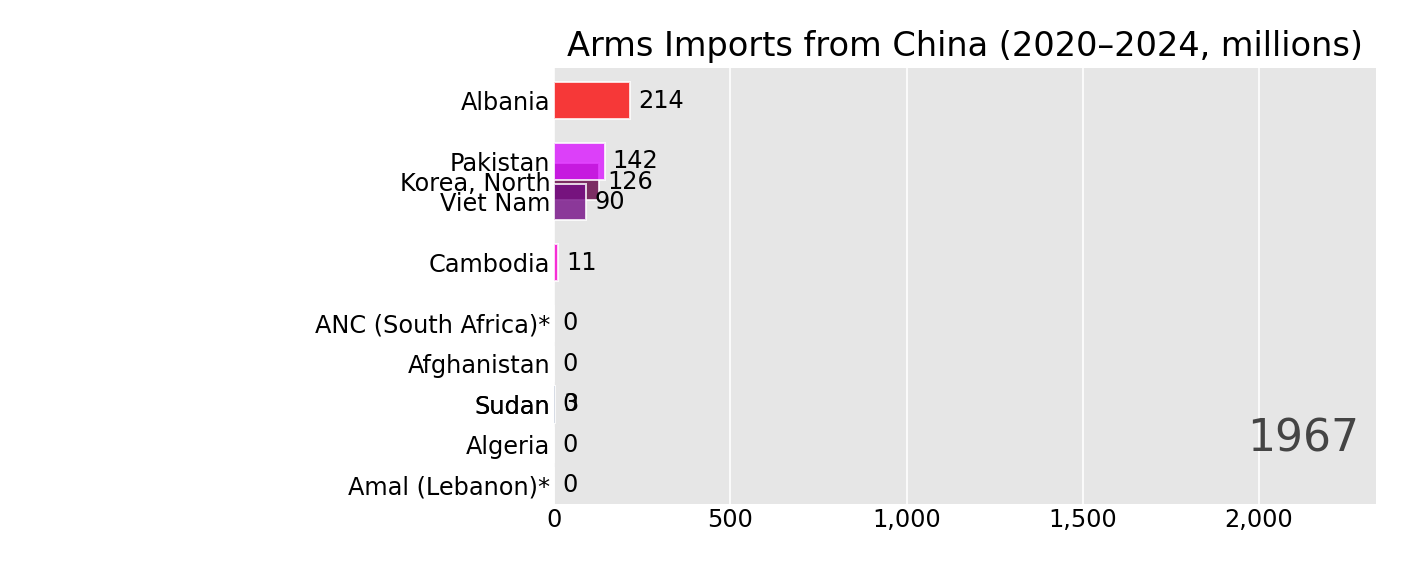 Arms Imports from China (2020–2024, millions)
Albania 214
Pakistan 142
Korea, North 126
Viet Nam 90
Cambodia 11
ANC (South Africa)* 0
Afghanistan 0
Sudan 3
Algeria 0
1967
Amal (Lebanon)* 0
0 500 1,000 1,500 2,000